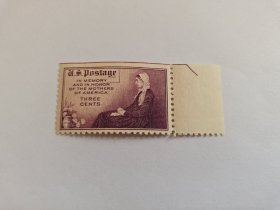 U.S. Postage
IN MEMORY
AND IN HONOR
OF THE MOTHERS
OF AMERICA
THREE
CENTS